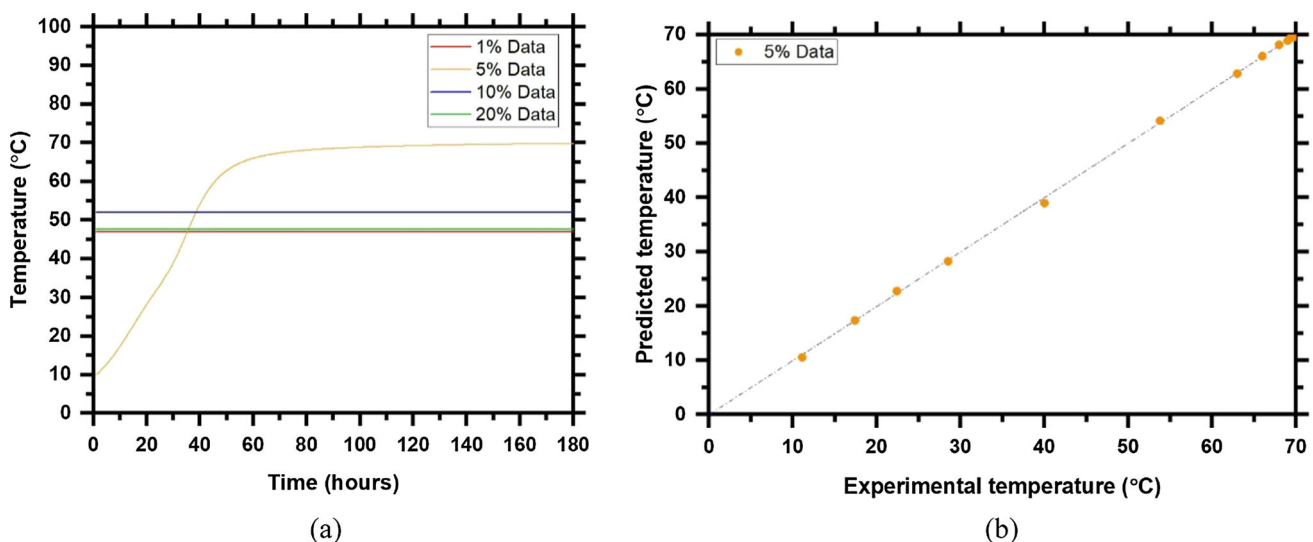 100
90
80
70
60
50
40
30
20
10
0
Temperature (°C)
1% Data
5% Data
10% Data
20% Data
0 20 40 60 80 100 120 140 160 180
Time (hours)
(a)
70
60
50
40
30
20
10
0
Predicted temperature (°C)
5% Data
0 10 20 30 40 50 60 70
Experimental temperature (°C)
(b)